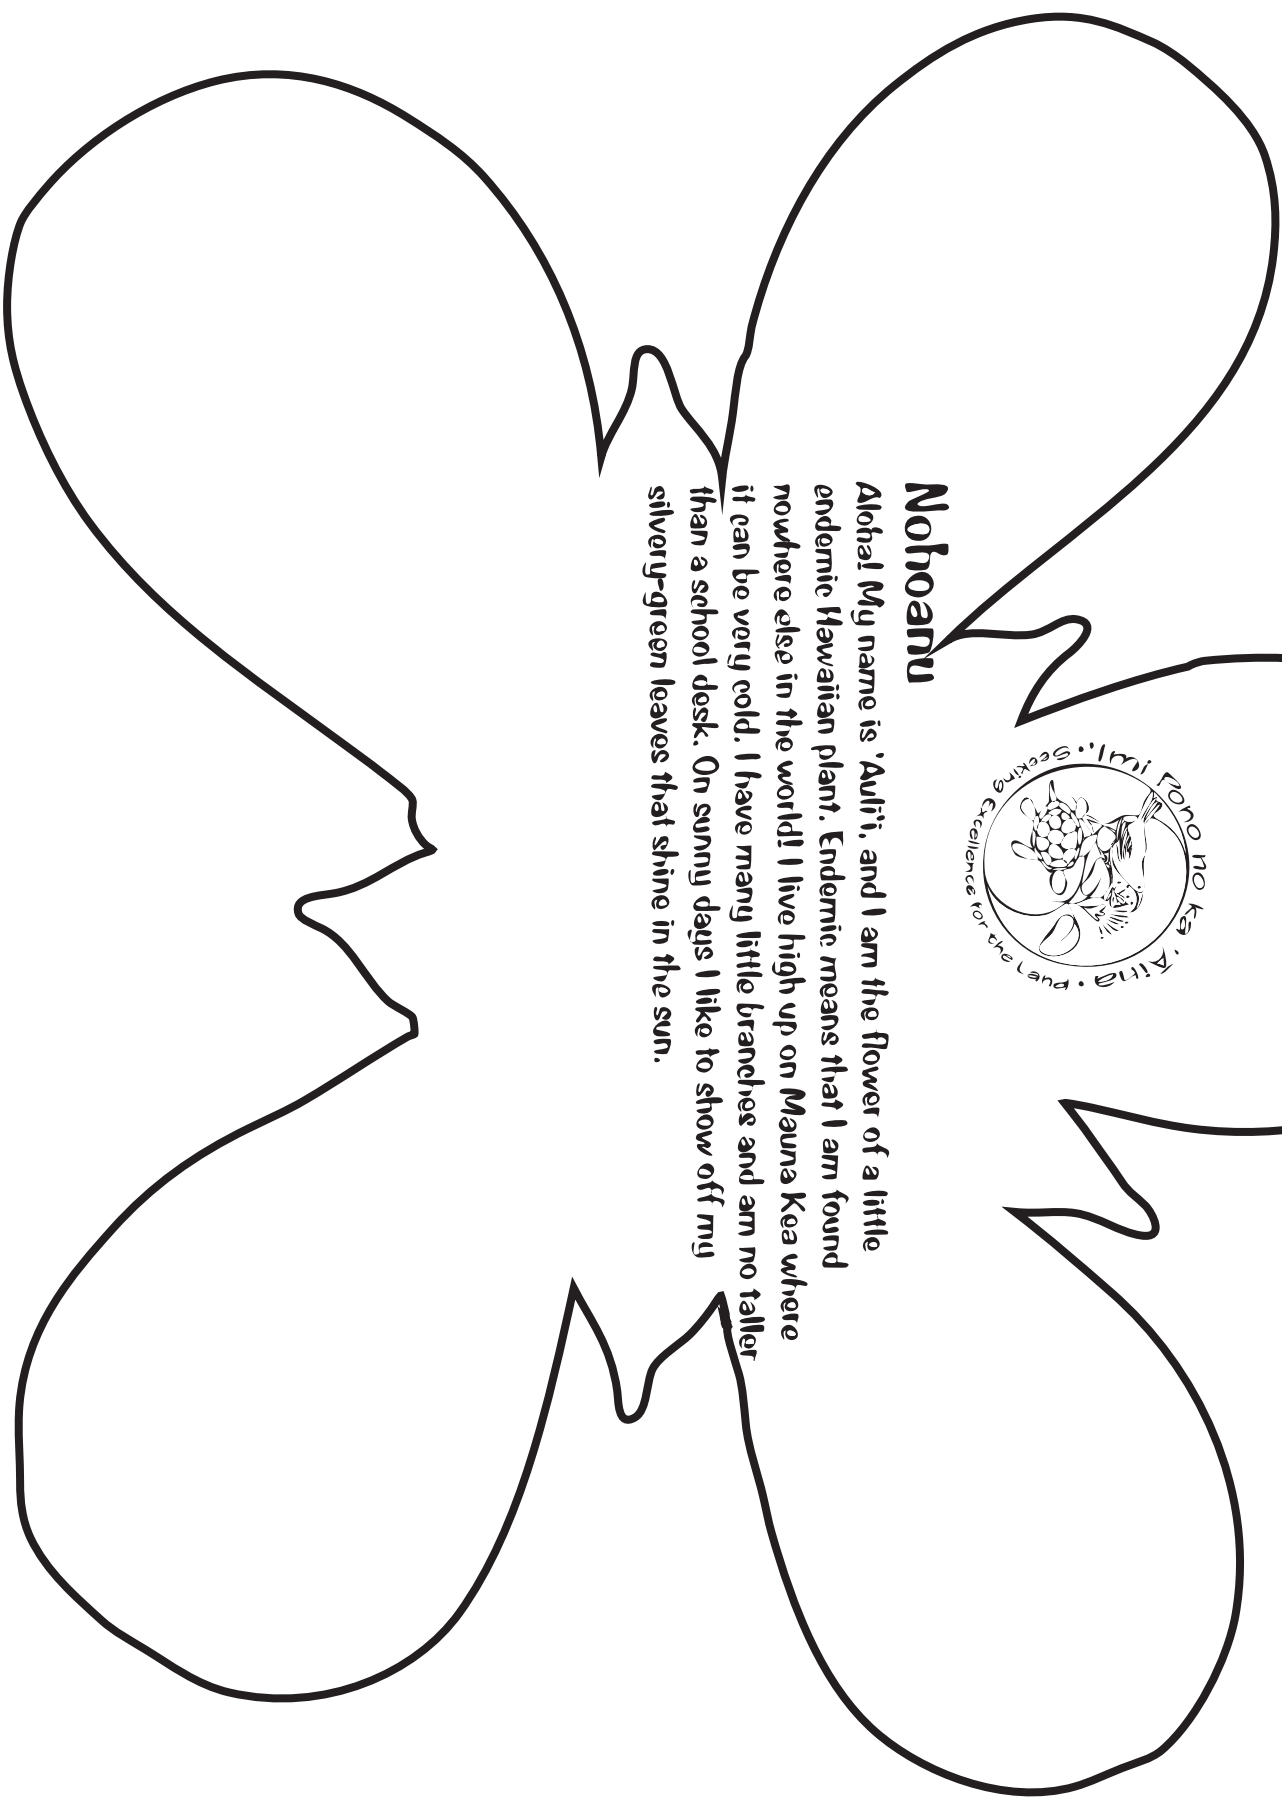 Nohoanu
Aloha! My name is 'Auli'i, and I am the flower of a little
endemic Hawaiian plant. Endemic means that I am found
nowhere else in the world! I live high up on Mauna Kea where
it can be very cold. I have many little branches and am no taller
than a school desk. On sunny days I like to show off my
silvery-green leaves that shine in the sun.
'Imi Pono no ka 'Āina •
Seeking Excellence for the Land •